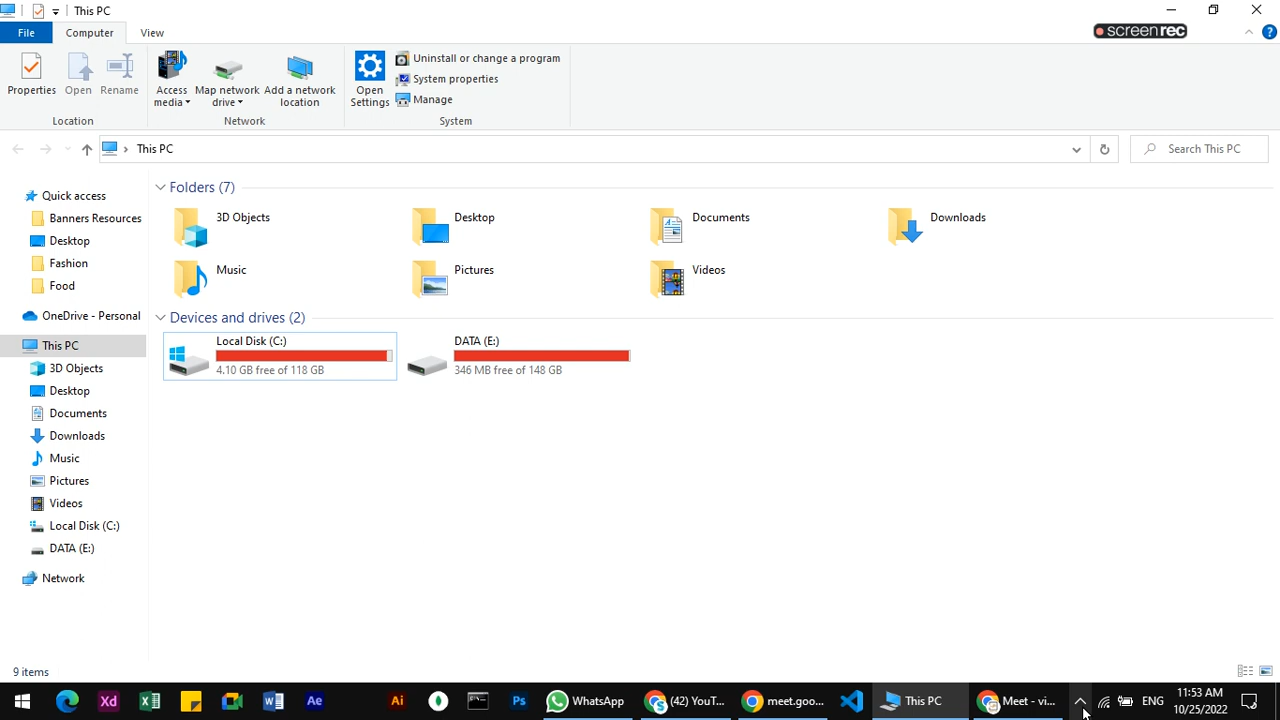 This PC
File
Computer
View
screenrec
Properties
Open
Rename
Access media
Map network drive
Add a network location
Open Settings
Uninstall or change a program
System properties
Manage
Location
Network
System
This PC
Search This PC
Quick access
Banners Resources
Desktop
Fashion
Food
OneDrive - Personal
This PC
3D Objects
Desktop
Documents
Downloads
Music
Pictures
Videos
Local Disk (C:)
DATA (E:)
Network
Folders (7)
3D Objects
Desktop
Documents
Downloads
Music
Pictures
Videos
Devices and drives (2)
Local Disk (C:)
4.10 GB free of 118 GB
DATA (E:)
346 MB free of 148 GB
9 items
Xd
Ai
Ps
Ae
WhatsApp
(42) YouT...
meet.goo...
This PC
Meet - vi...
ENG
11:53 AM
10/25/2022